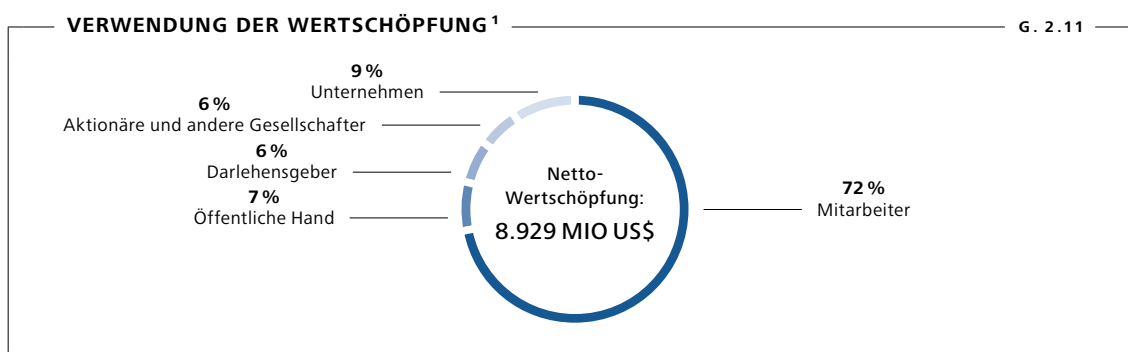 VERWENDUNG DER WERTSCHÖPFUNG¹
G. 2.11
9 %
Unternehmen
6 %
Aktionäre und andere Gesellschafter
6 %
Darlehensgeber
7 %
Öffentliche Hand
Netto-
Wertschöpfung:
8.929 MIO US$
72 %
Mitarbeiter